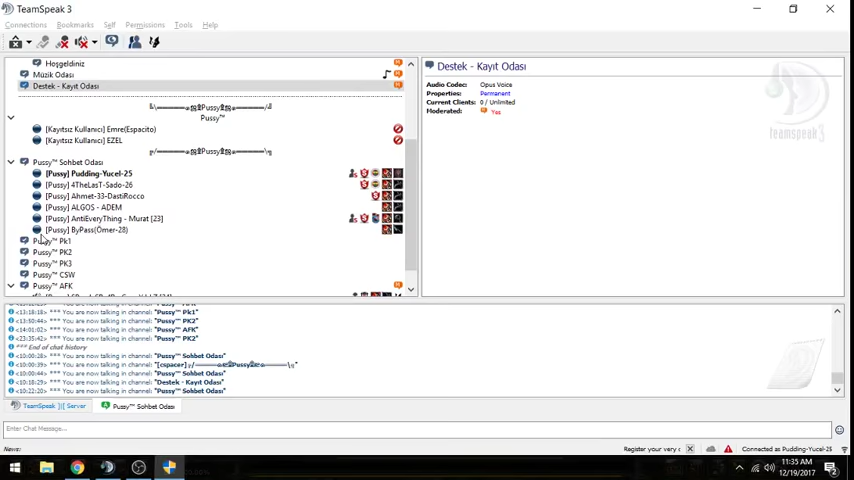 TeamSpeak 3
Connections Bookmarks Self Permissions Tools Help
Hoşgeldiniz
Müzik Odası
Destek - Kayıt Odası
Pussy™
[Kayıtsız Kullanıcı] Emre(Espacito)
[Kayıtsız Kullanıcı] EZEL
Pussy™ Sohbet Odası
[Pussy] Pudding-Yucel-25
[Pussy] 4TheLasT-Sado-26
[Pussy] Ahmet-33-DastiRocco
[Pussy] ALGOS - ADEM
[Pussy] AntiEveryThing - Murat [23]
[Pussy] ByPass(Ömer-28)
Pussy™ Pk1
Pussy™ PK2
Pussy™ PK3
Pussy™ CSW
Pussy™ AFK
Destek - Kayıt Odası
Audio Codec: Opus Voice
Properties: Permanent
Current Clients: 0 / Unlimited
Moderated: Yes
teamspeak3
<13:18:18> *** You are now talking in channel: "Pussy™ Pk1"
<13:50:44> *** You are now talking in channel: "Pussy™ PK2"
<14:01:02> *** You are now talking in channel: "Pussy™ AFK"
<23:35:42> *** You are now talking in channel: "Pussy™ PK2"
*** End of chat history
<10:00:28> *** You are now talking in channel: "Pussy™ Sohbet Odası"
<10:00:44> *** You are now talking in channel: "Pussy™ Sohbet Odası"
<10:18:29> *** You are now talking in channel: "Destek - Kayıt Odası"
<10:22:20> *** You are now talking in channel: "Pussy™ Sohbet Odası"
TeamSpeak ]|[ Server
Pussy™ Sohbet Odası
Enter Chat Message...
News:
Register your very
Connected as Pudding-Yucel-25
11:35 AM
12/19/2017